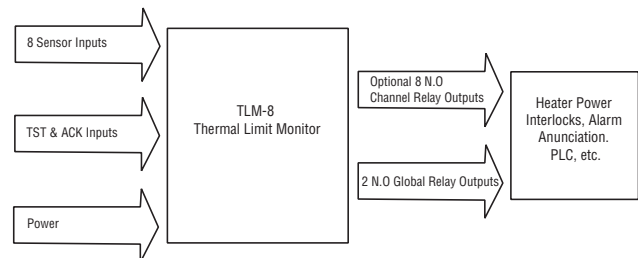 8 Sensor Inputs
TST & ACK Inputs
Power
TLM-8
Thermal Limit Monitor
Optional 8 N.O
Channel Relay Outputs
2 N.O Global Relay Outputs
Heater Power
Interlocks, Alarm
Anunciation.
PLC, etc.